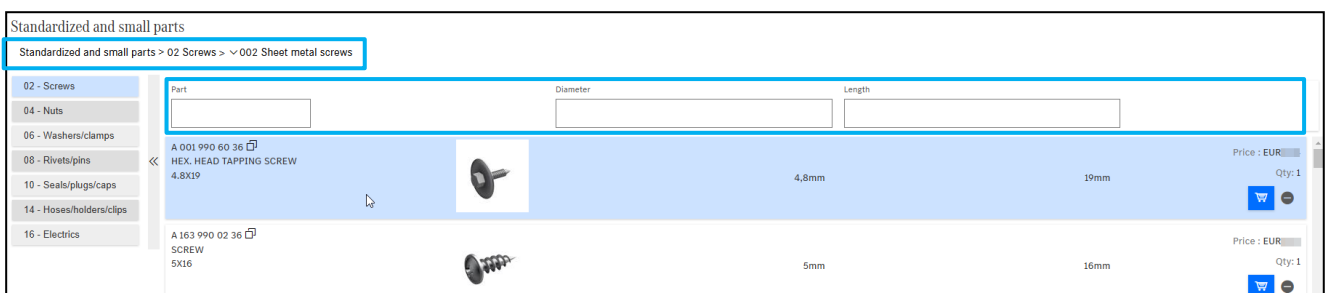 Standardized and small parts
Standardized and small parts > 02 Screws > 002 Sheet metal screws
02 - Screws
04 - Nuts
06 - Washers/clamps
08 - Rivets/pins
10 - Seals/plugs/caps
14 - Hoses/holders/clips
16 - Electrics
Part Diameter Length
A 001 990 60 36
HEX. HEAD TAPPING SCREW
4.8X19
4,8mm
19mm
Price : EUR
Qty: 1
A 163 990 02 36
SCREW
5X16
5mm
16mm
Price : EUR
Qty: 1